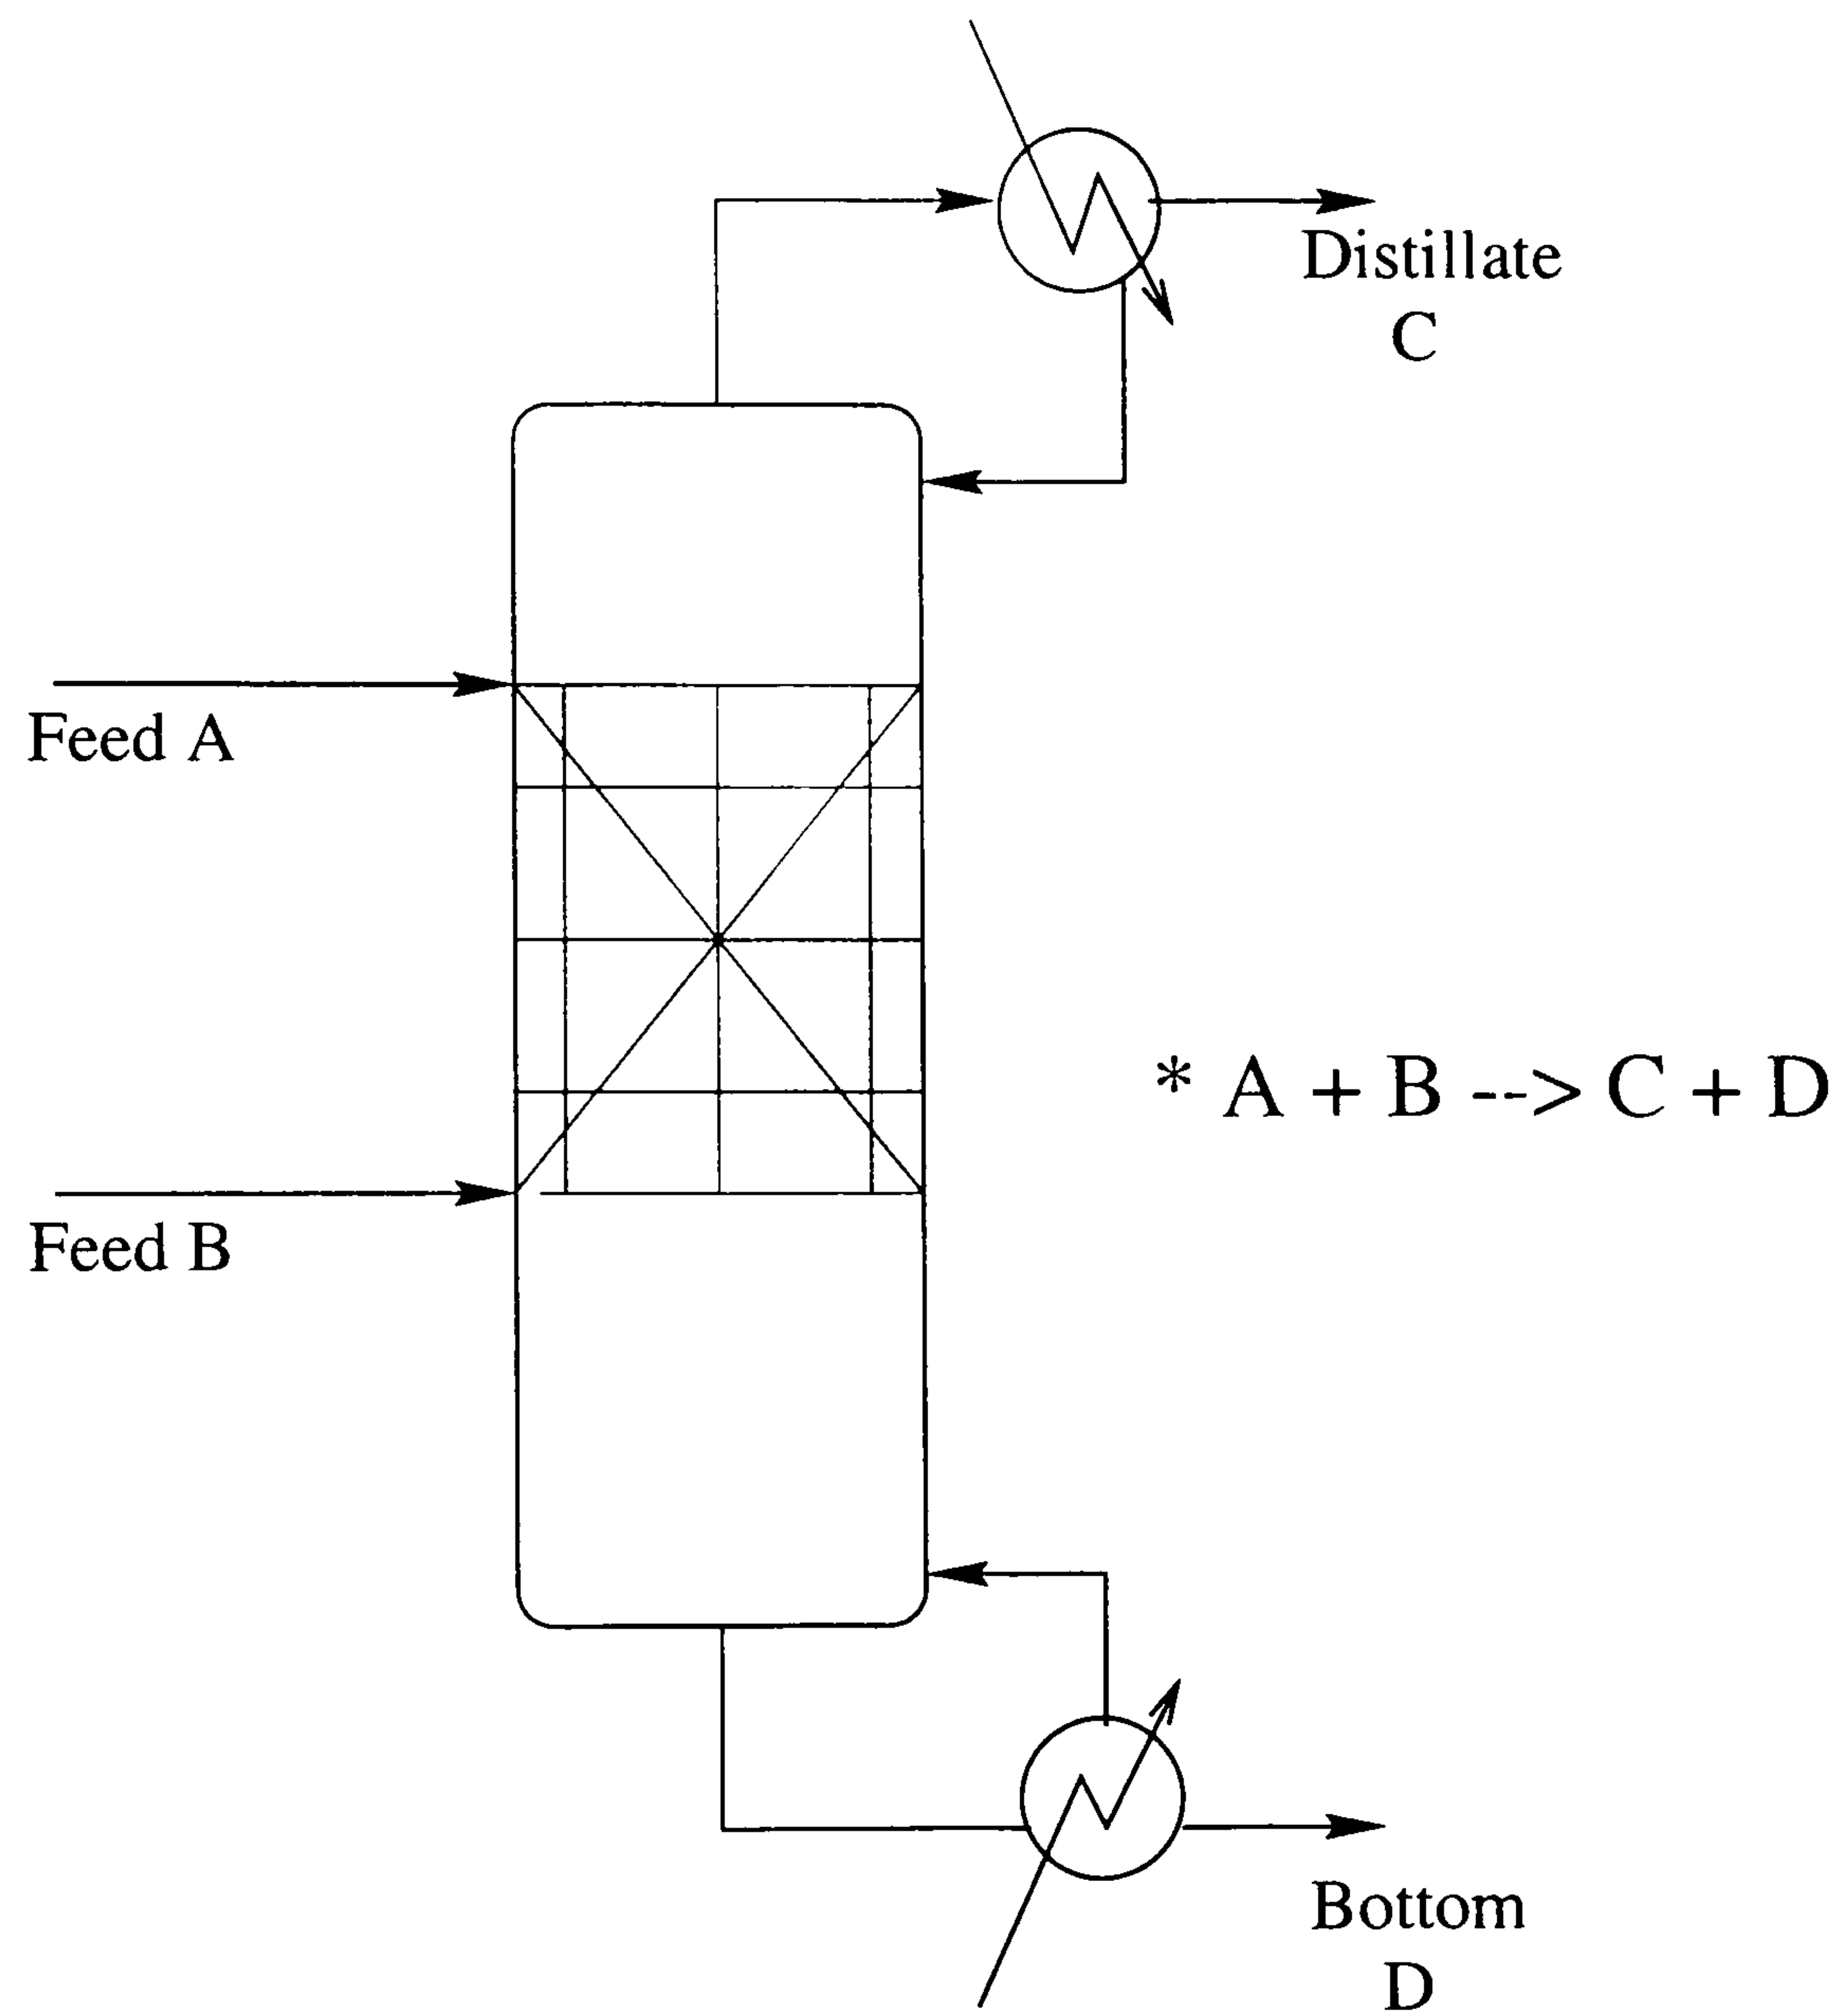 Distillate
C
Feed A
* A + B --> C + D
Feed B
Bottom
D